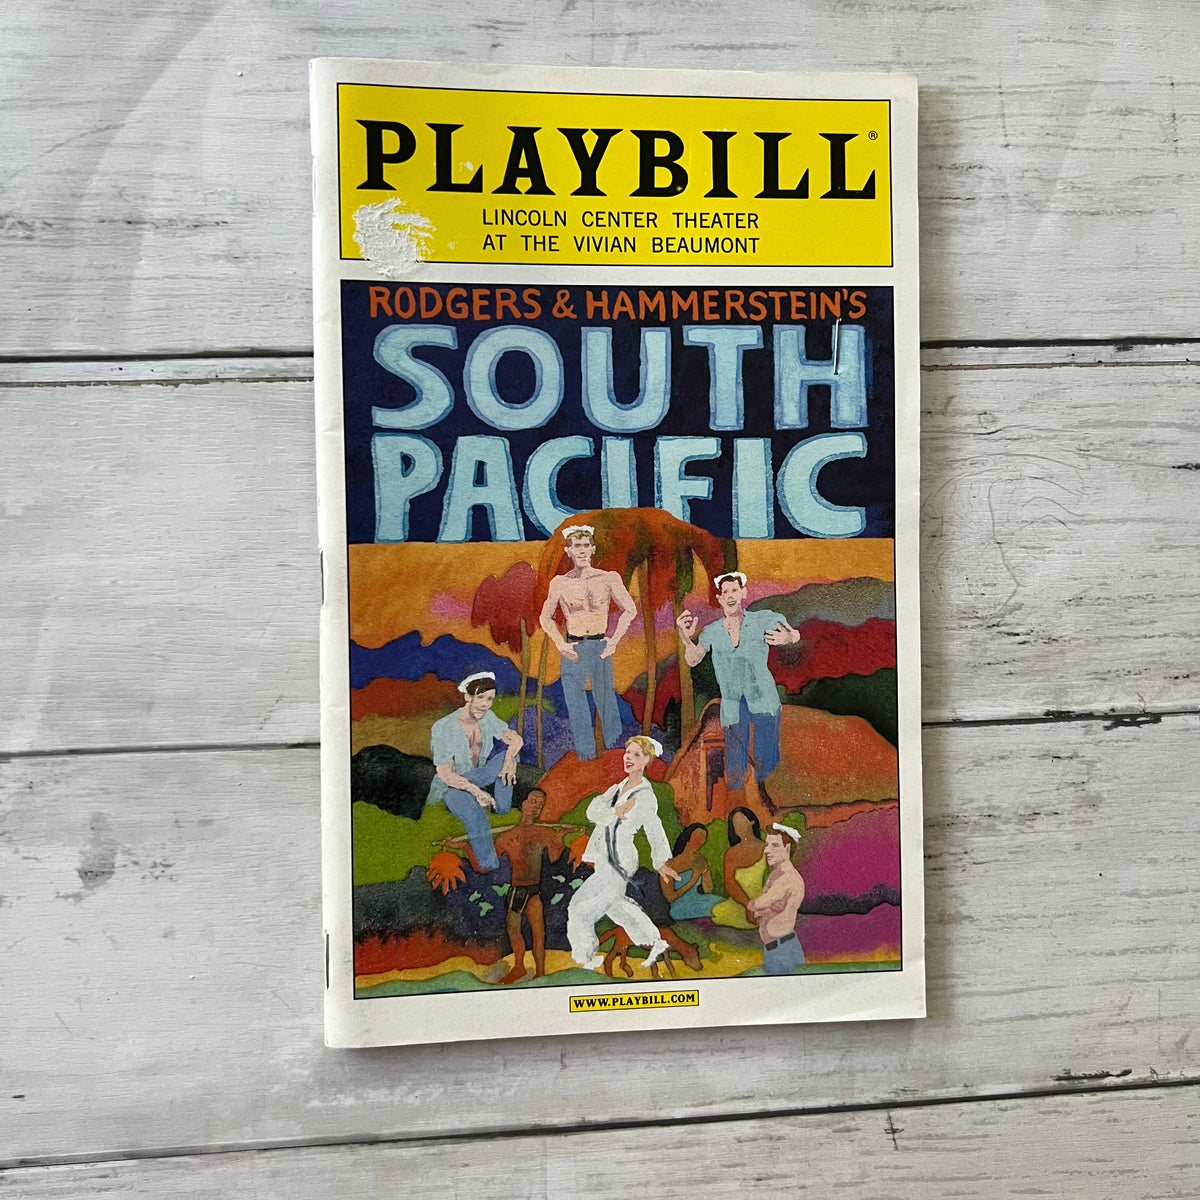 PLAYBILL®
LINCOLN CENTER THEATER
AT THE VIVIAN BEAUMONT
RODGERS & HAMMERSTEIN'S
SOUTH
PACIFIC
WWW.PLAYBILL.COM